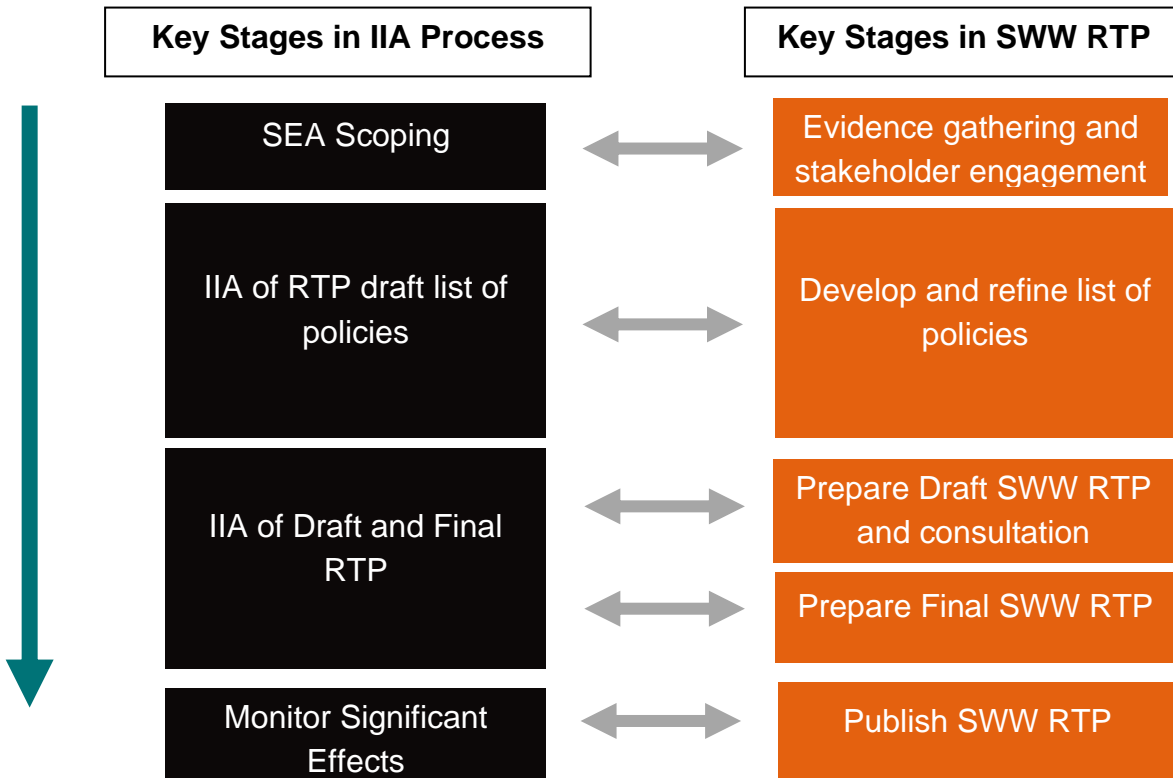 Key Stages in IIA Process
Key Stages in SWW RTP
SEA Scoping
Evidence gathering and
stakeholder engagement
IIA of RTP draft list of
policies
Develop and refine list of
policies
IIA of Draft and Final
RTP
Prepare Draft SWW RTP
and consultation
Prepare Final SWW RTP
Monitor Significant
Effects
Publish SWW RTP